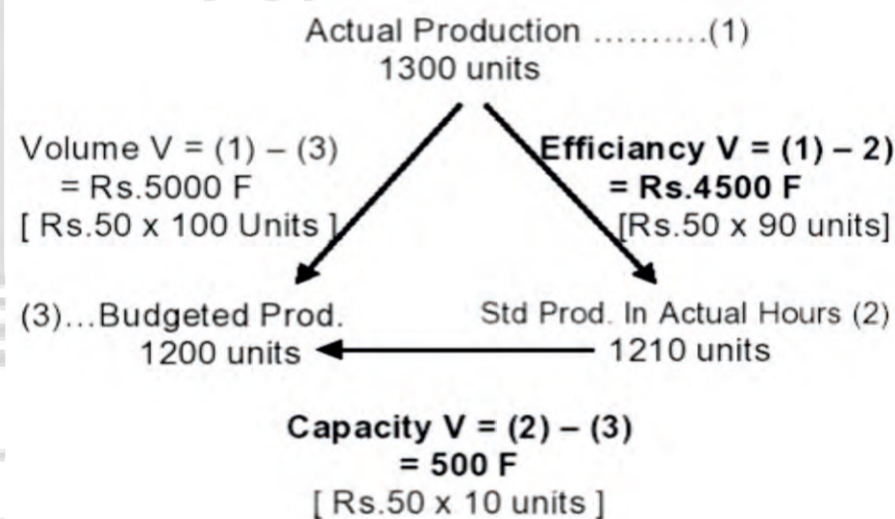 Actual Production ..........(1)
1300 units
Volume V = (1) – (3)
= Rs.5000 F
[ Rs.50 x 100 Units ]
Efficiancy V = (1) – 2)
= Rs.4500 F
[Rs.50 x 90 units]
(3)...Budgeted Prod.
1200 units
Std Prod. In Actual Hours (2)
1210 units
Capacity V = (2) – (3)
= 500 F
[ Rs.50 x 10 units ]